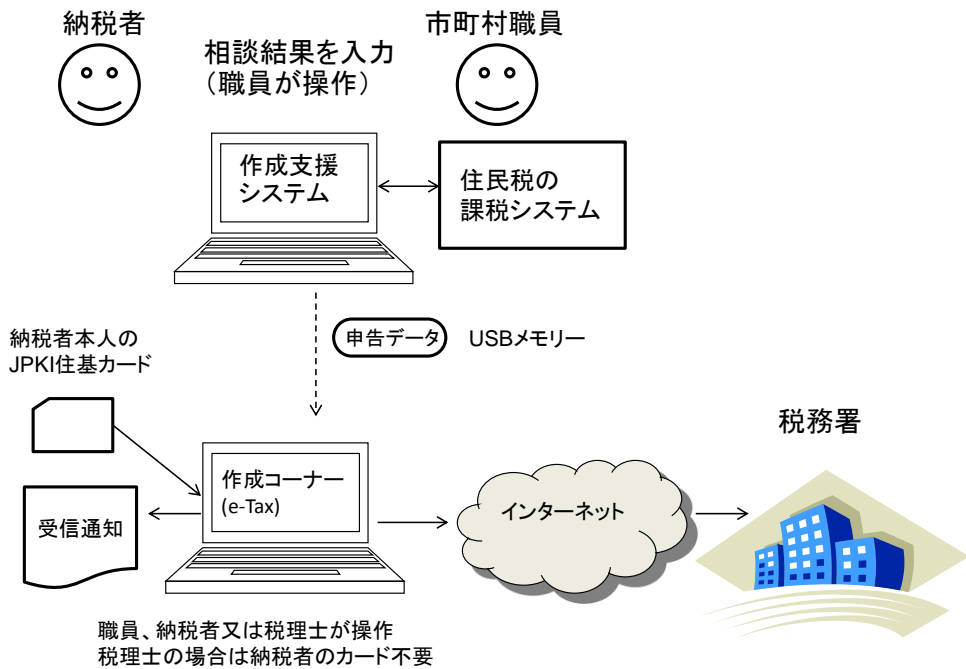 納税者
市町村職員
相談結果を入力
(職員が操作)
作成支援
システム
住民税の
課税システム
申告データ
USBメモリー
納税者本人の
JPKI住基カード
税務署
作成コーナー
(e-Tax)
受信通知
インターネット
職員、納税者又は税理士が操作
税理士の場合は納税者のカード不要